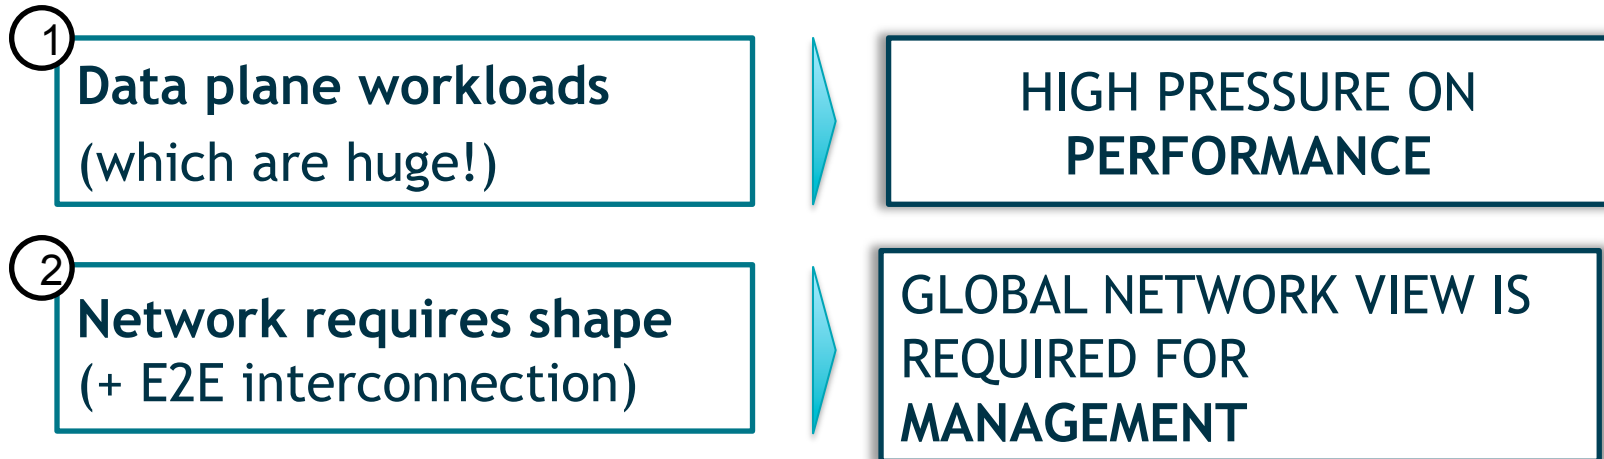 1
Data plane workloads
(which are huge!)
HIGH PRESSURE ON
PERFORMANCE
2
Network requires shape
(+ E2E interconnection)
GLOBAL NETWORK VIEW IS
REQUIRED FOR
MANAGEMENT